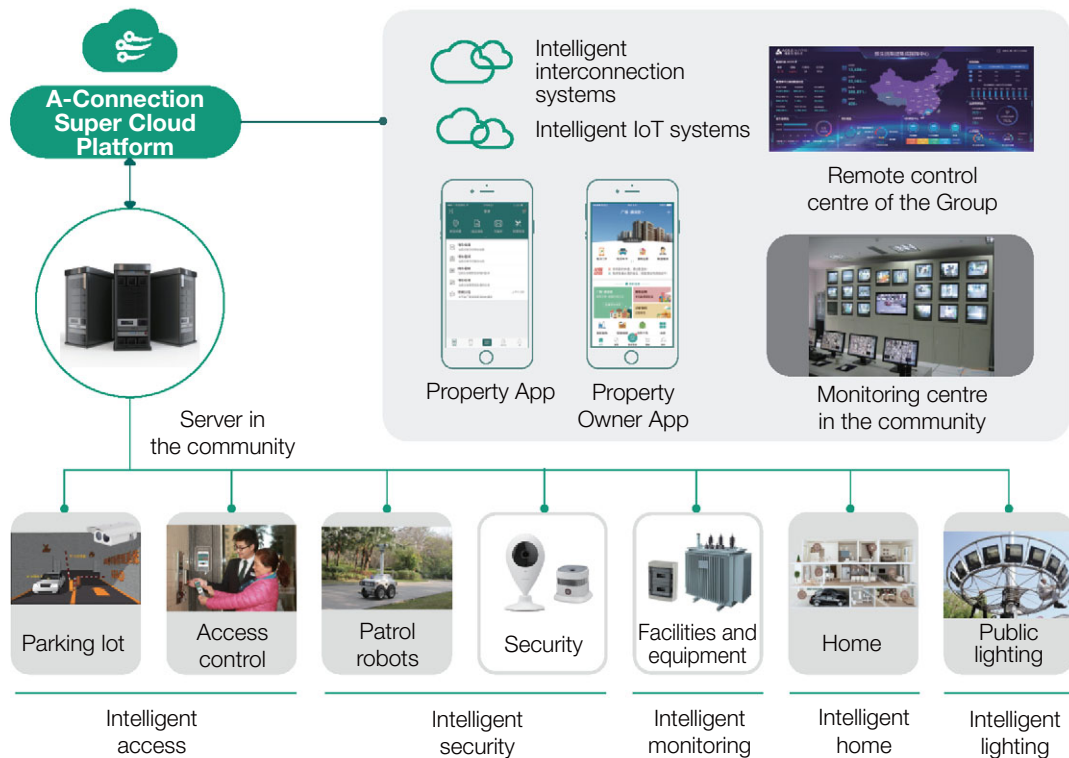 A-Connection
Super Cloud
Platform
Intelligent
interconnection
systems
Intelligent IoT systems
Remote control
centre of the Group
Property App
Property
Owner App
Monitoring centre
in the community
Server in
the community
Parking lot
Access
control
Patrol
robots
Security
Facilities and
equipment
Home
Public
lighting
Intelligent
access
Intelligent
security
Intelligent
monitoring
Intelligent
home
Intelligent
lighting